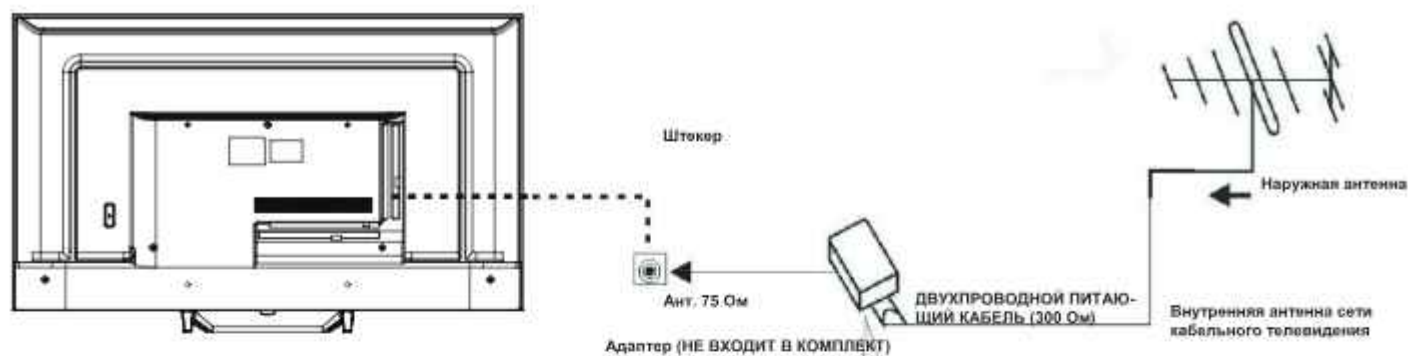 Штекер
Наружная антенна
Ант. 75 Ом
ДВУХПРОВОДНОЙ ПИТАЮ-
ЩИЙ КАБЕЛЬ (300 Ом)
Внутренняя антенна сети
кабельного телевидения
Адаптер (НЕ ВХОДИТ В КОМПЛЕКТ)